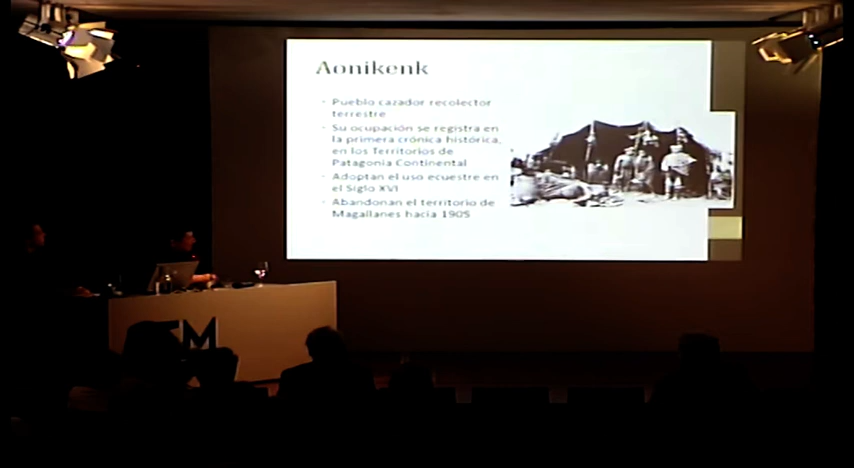 Aonikenk
· Pueblo cazador recolector
terrestre
· Su ocupación se registra en
la primera crónica histórica,
en los Territorios de
Patagonia Continental
· Adoptan el uso ecuestre en
el Siglo XVI
· Abandonan el territorio de
Magallanes hacia 1905
M